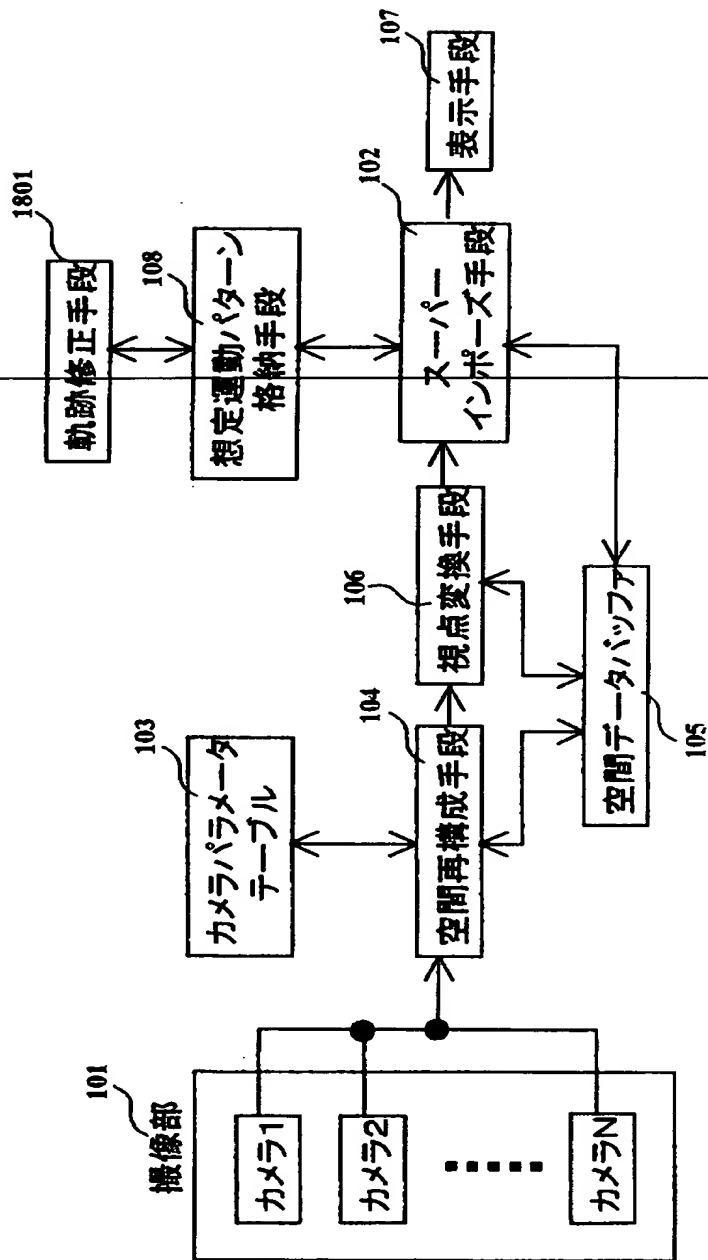 101
撮像部
カメラ1
カメラ2
カメラN
103
カメラパラメータ
テーブル
104
空間再構成手段
106
視点変換手段
空間データバッファ
105
1801
軌跡修正手段
108
想定運動パターン
格納手段
102
スーパー
インポーズ手段
107
表示手段